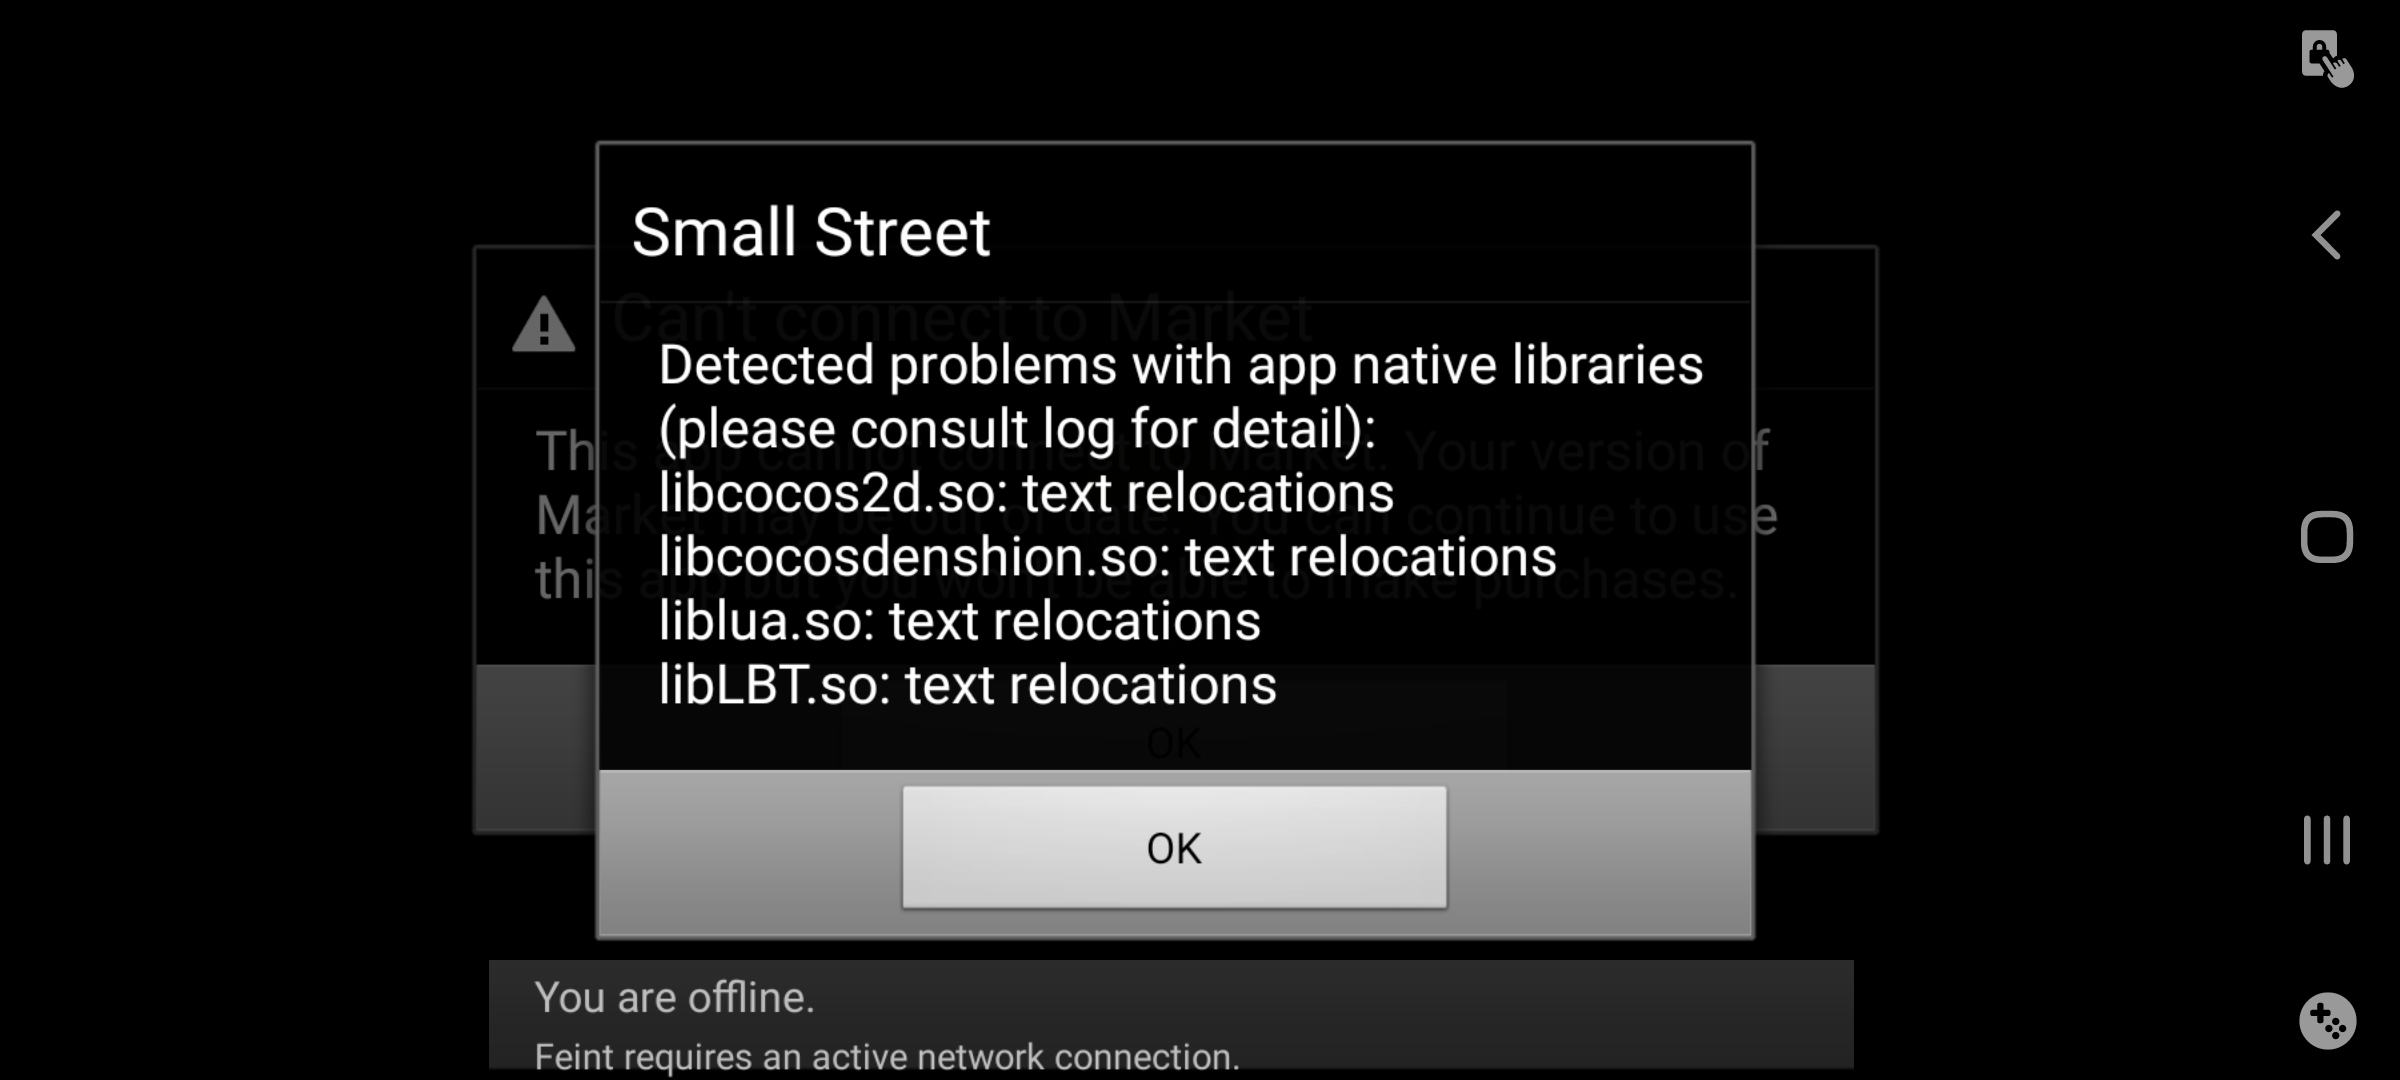 Small Street
Can't connect to Market
Detected problems with app native libraries
(please consult log for detail):
libcocos2d.so: text relocations
libcocosdenshion.so: text relocations
liblua.so: text relocations
libLBT.so: text relocations
This app cannot connect to Market. Your version of
Market may be out of date. You can continue to use
this app but you won't be able to make purchases.
OK
OK
You are offline.
Feint requires an active network connection.